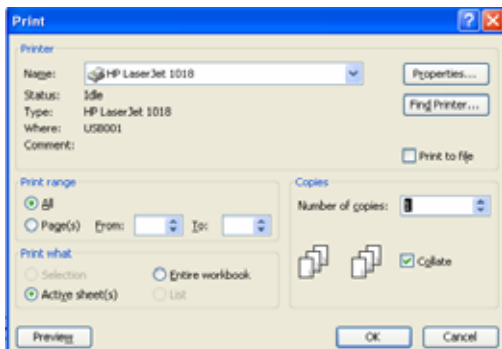 Print
Printer
Name: HP LaserJet 1018 Properties...
Status: Idle
Type: HP LaserJet 1018 Find Printer...
Where: USB001
Comment: Print to file
Print range Copies
All Number of copies: 1
Page(s) From: To:
Print what
Selection Entire workbook Collate
Active sheet(s) List
Preview OK Cancel